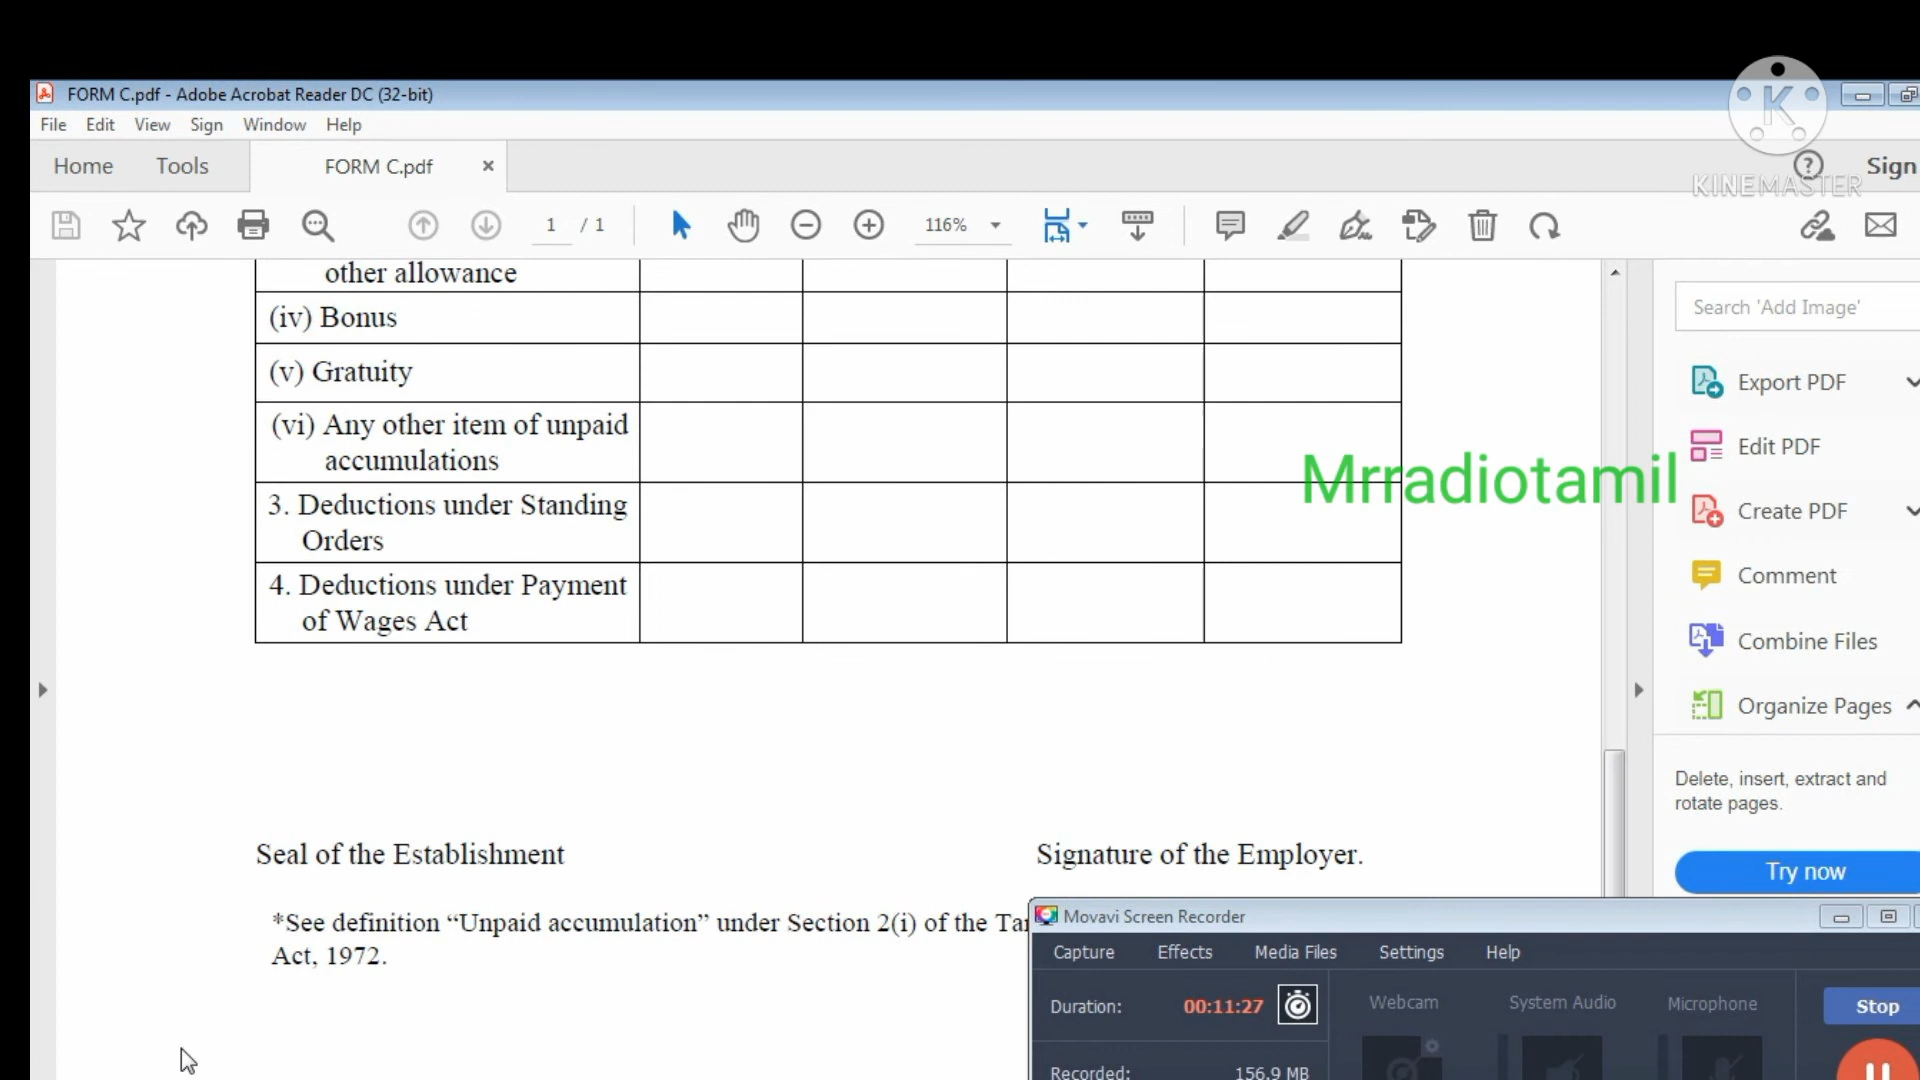 FORM C.pdf - Adobe Acrobat Reader DC (32-bit)
File Edit View Sign Window Help
Home Tools FORM C.pdf
Sign
KINEMASTER
K
1 / 1 116%
other allowance
(iv) Bonus
(v) Gratuity
(vi) Any other item of unpaid
accumulations
3. Deductions under Standing
Orders
4. Deductions under Payment
of Wages Act
Mrradiotamil
Search 'Add Image'
Export PDF
Edit PDF
Create PDF
Comment
Combine Files
Organize Pages
Delete, insert, extract and
rotate pages.
Try now
Seal of the Establishment
Signature of the Employer.
*See definition “Unpaid accumulation” under Section 2(i) of the
Act, 1972.
Movavi Screen Recorder
Capture Effects Media Files Settings Help
Duration: 00:11:27
Webcam System Audio Microphone
Stop
Recorded: 156.9 MB